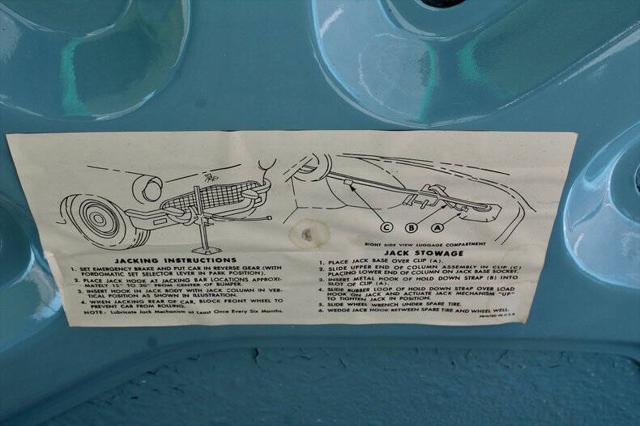 C B A
RIGHT SIDE VIEW LUGGAGE COMPARTMENT
JACKING INSTRUCTIONS
1. SET EMERGENCY BRAKE AND PUT CAR IN REVERSE GEAR (WITH
FORDOMATIC SET SELECTOR LEVER IN PARK POSITION).
2. PLACE JACK HOOK AT JACKING BAR LOCATIONS APPROXI-
MATELY 15" TO 20" FROM CENTER OF BUMPER.
3. INSERT HOOK IN JACK BODY WITH JACK COLUMN IN VER-
TICAL POSITION AS SHOWN IN ILLUSTRATION.
4. WHEN JACKING REAR OF CAR, BLOCK FRONT WHEEL TO
PREVENT CAR FROM ROLLING.
NOTE: Lubricate Jack Mechanism at Least Once Every Six Months.
JACK STOWAGE
1. PLACE JACK BASE OVER CLIP (A).
2. SLIDE UPPER END OF COLUMN ASSEMBLY IN CLIP (C)
PLACING LOWER END OF COLUMN ON JACK BASE SOCKET.
3. INSERT METAL HOOK OF HOLD DOWN STRAP (B) INTO
SLOT OF CLIP (A).
4. SLIDE RUBBER LOOP OF HOLD DOWN STRAP OVER LOAD
HOOK OF JACK AND ACTUATE JACK MECHANISM "UP"
TO TIGHTEN JACK IN POSITION.
5. SLIDE WHEEL WRENCH UNDER SPARE TIRE.
6. WEDGE JACK HOOK BETWEEN SPARE TIRE AND WHEEL WELL.
PRINTED IN U.S.A.